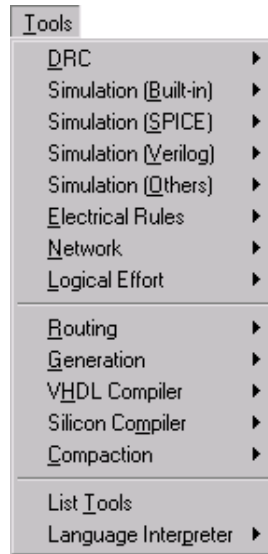 Tools
DRC
Simulation (Built-in)
Simulation (SPICE)
Simulation (Verilog)
Simulation (Others)
Electrical Rules
Network
Logical Effort
Routing
Generation
VHDL Compiler
Silicon Compiler
Compaction
List Tools
Language Interpreter